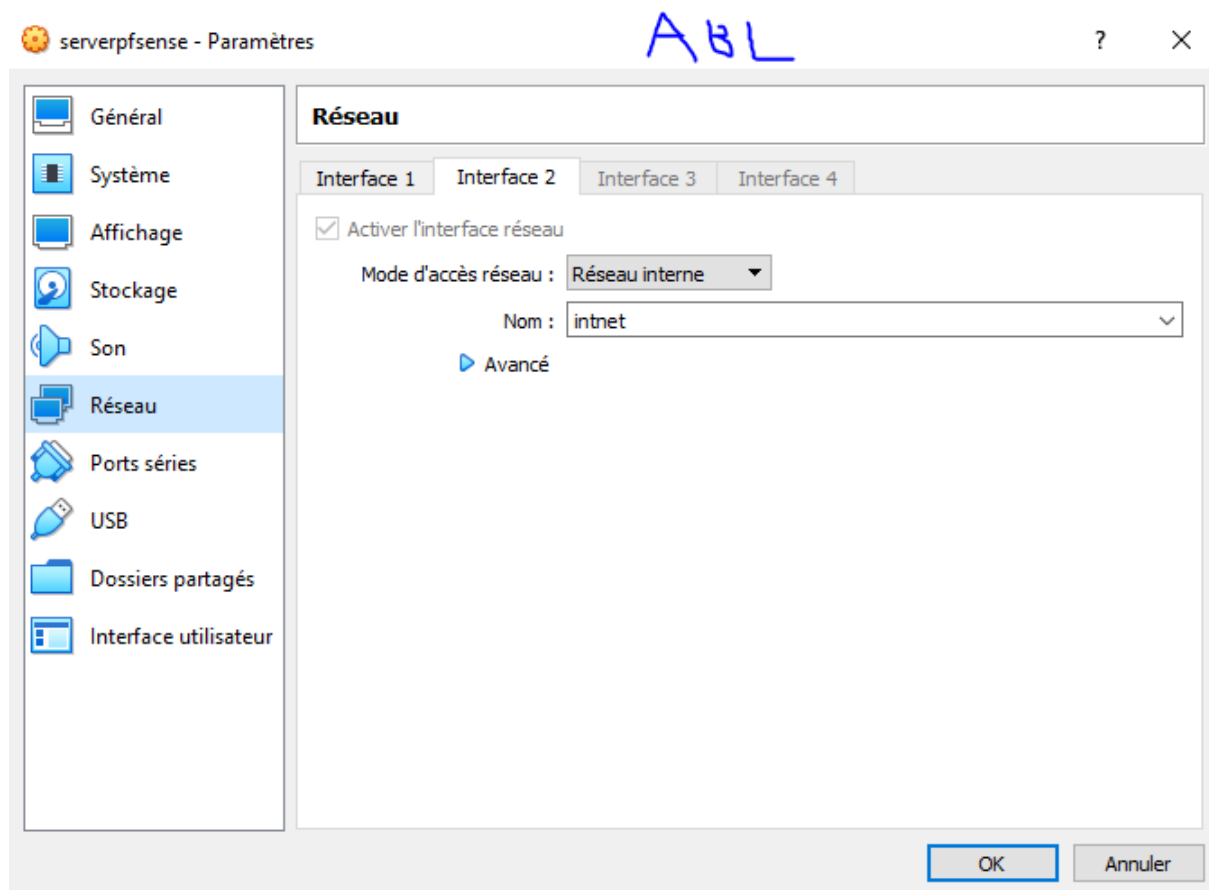 serverpfsense - Paramètres
ABL
?
Général
Système
Affichage
Stockage
Son
Réseau
Ports séries
USB
Dossiers partagés
Interface utilisateur
Réseau
Interface 1 Interface 2 Interface 3 Interface 4
Activer l'interface réseau
Mode d'accès réseau : Réseau interne
Nom : intnet
Avancé
OK Annuler